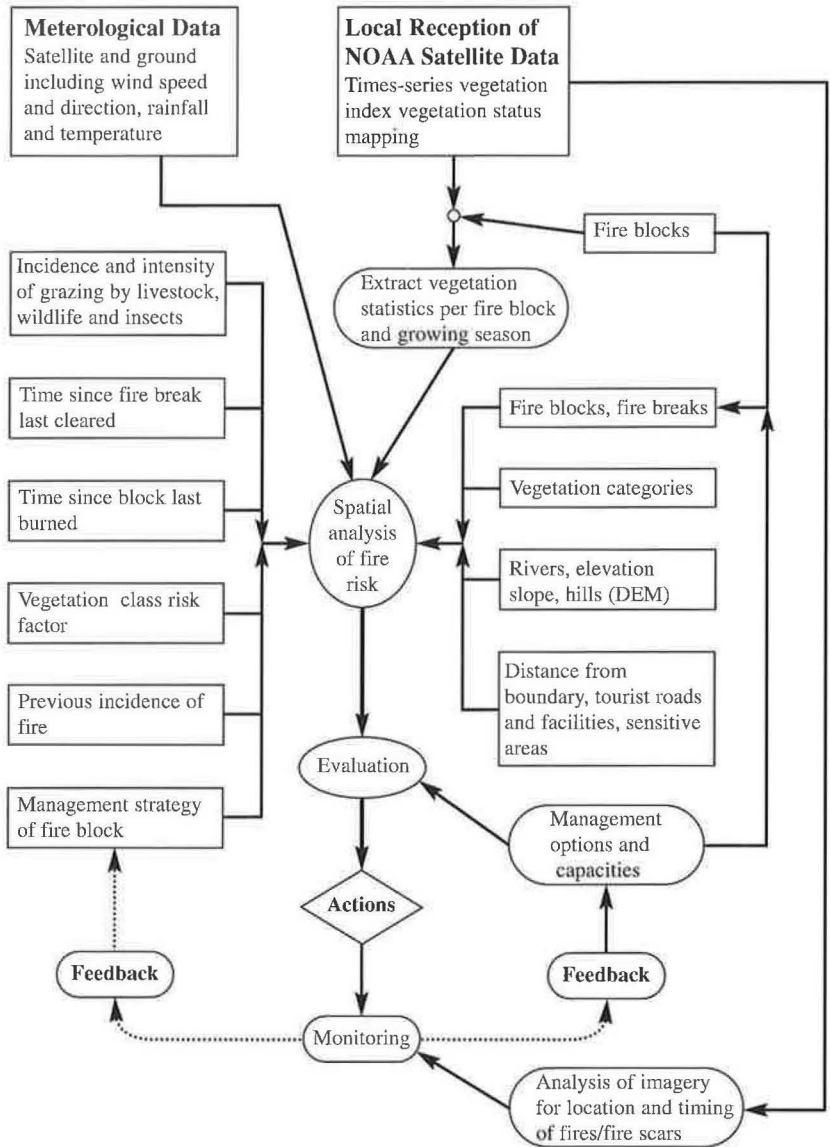 Meterological Data
Satellite and ground
including wind speed
and direction, rainfall
and temperature
Local Reception of
NOAA Satellite Data
Times-series vegetation
index vegetation status
mapping
Fire blocks
Incidence and intensity
of grazing by livestock,
wildlife and insects
Extract vegetation
statistics per fire block
and growing season
Time since fire break
last cleared
Fire blocks, fire breaks
Time since block last
burned
Vegetation categories
Spatial
analysis
of fire
risk
Vegetation class risk
factor
Rivers, elevation
slope, hills (DEM)
Previous incidence of
fire
Distance from
boundary, tourist roads
and facilities, sensitive
areas
Evaluation
Management strategy
of fire block
Management
options and
capacities
Actions
Feedback
Feedback
Monitoring
Analysis of imagery
for location and timing
of fires/fire scars